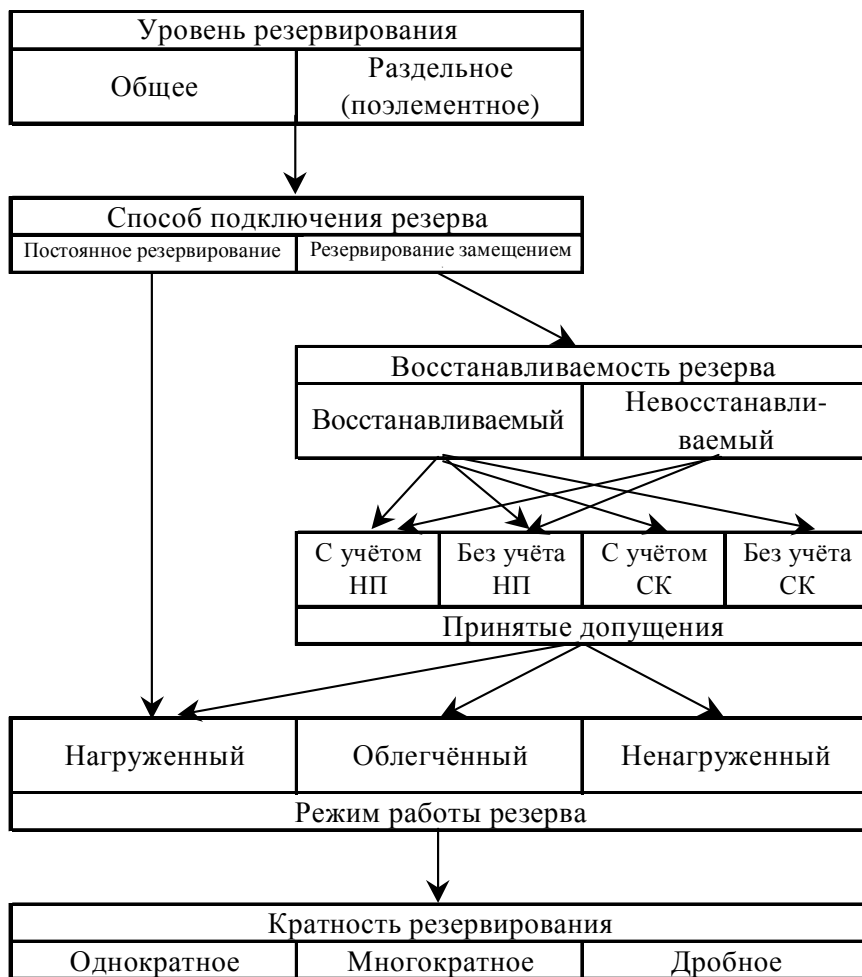 Уровень резервирования
Общее
Раздельное
(поэлементное)
Способ подключения резерва
Постоянное резервирование
Резервирование замещением
Восстанавливаемость резерва
Восстанавливаемый
Невосстанавли-
ваемый
С учётом
НП
Без учёта
НП
С учётом
СК
Без учёта
СК
Принятые допущения
Нагруженный
Облегчённый
Ненагруженный
Режим работы резерва
Кратность резервирования
Однократное
Многократное
Дробное